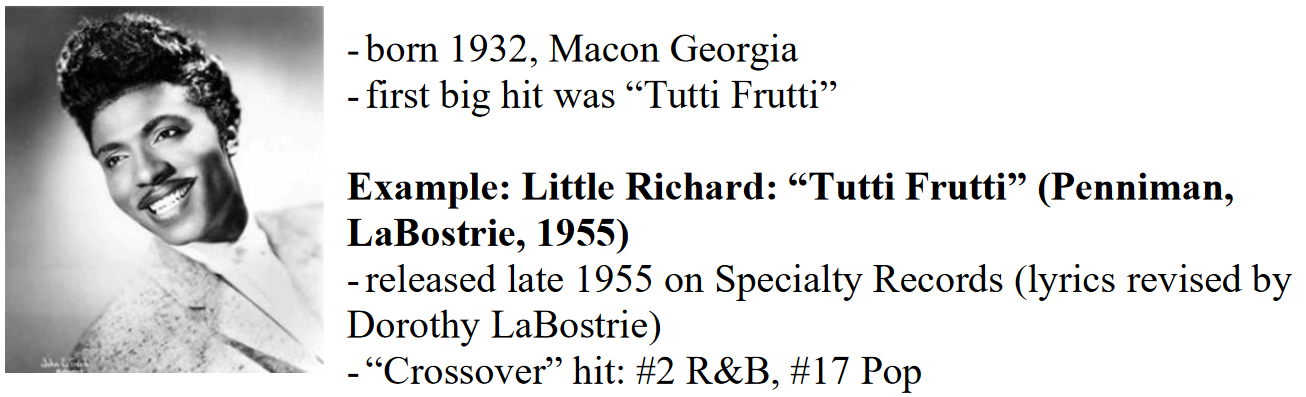 - born 1932, Macon Georgia
- first big hit was “Tutti Frutti”
Example: Little Richard: “Tutti Frutti” (Penniman,
LaBostrie, 1955)
- released late 1955 on Specialty Records (lyrics revised by
Dorothy LaBostrie)
- “Crossover” hit: #2 R&B, #17 Pop